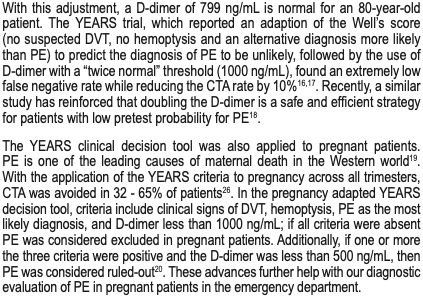 With this adjustment, a D-dimer of 799 ng/mL is normal for an 80-year-old
patient. The YEARS trial, which reported an adaption of the Well's score
(no suspected DVT, no hemoptysis and an alternative diagnosis more likely
than PE) to predict the diagnosis of PE to be unlikely, followed by the use of
D-dimer with a “twice normal” threshold (1000 ng/mL), found an extremely low
false negative rate while reducing the CTA rate by 10%16,17. Recently, a similar
study has reinforced that doubling the D-dimer is a safe and efficient strategy
for patients with low pretest probability for PE18.
The YEARS clinical decision tool was also applied to pregnant patients.
PE is one of the leading causes of maternal death in the Western world19.
With the application of the YEARS criteria to pregnancy across all trimesters,
CTA was avoided in 32 - 65% of patients26. In the pregnancy adapted YEARS
decision tool, criteria include clinical signs of DVT, hemoptysis, PE as the most
likely diagnosis, and D-dimer less than 1000 ng/mL; if all criteria were absent
PE was considered excluded in pregnant patients. Additionally, if one or more
the three criteria were positive and the D-dimer was less than 500 ng/mL, then
PE was considered ruled-out20. These advances further help with our diagnostic
evaluation of PE in pregnant patients in the emergency department.